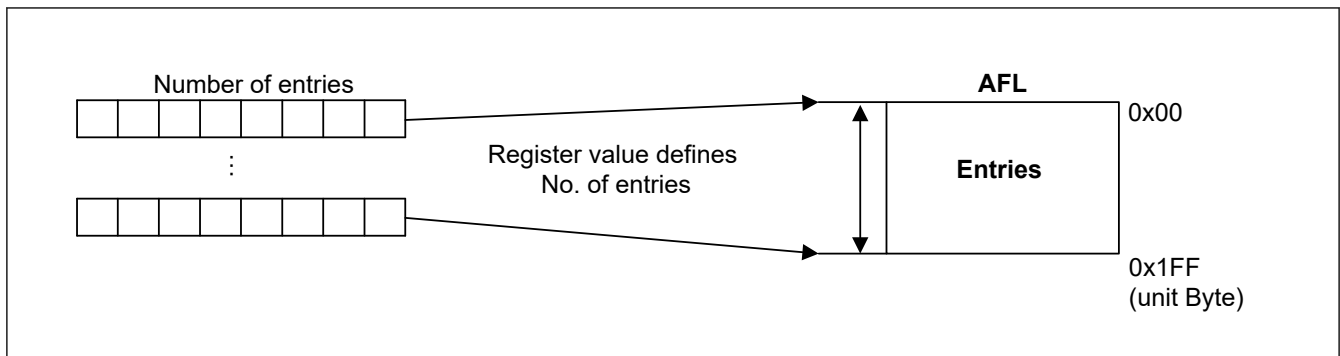 Number of entries
⋮
Register value defines
No. of entries
AFL
0x00
Entries
0x1FF
(unit Byte)